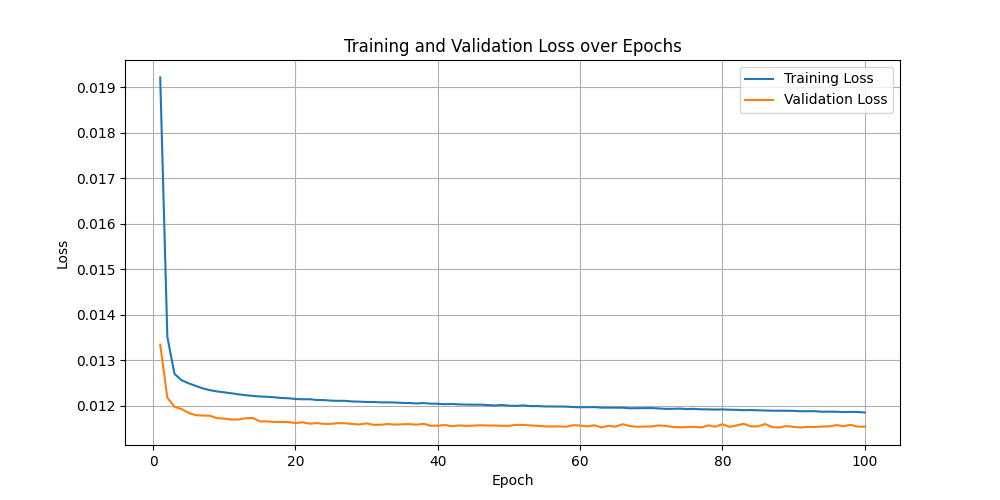 Training and Validation Loss over Epochs
Training Loss
Validation Loss
0.019
0.018
0.017
0.016
0.015
0.014
0.013
0.012
Loss
0 20 40 60 80 100
Epoch